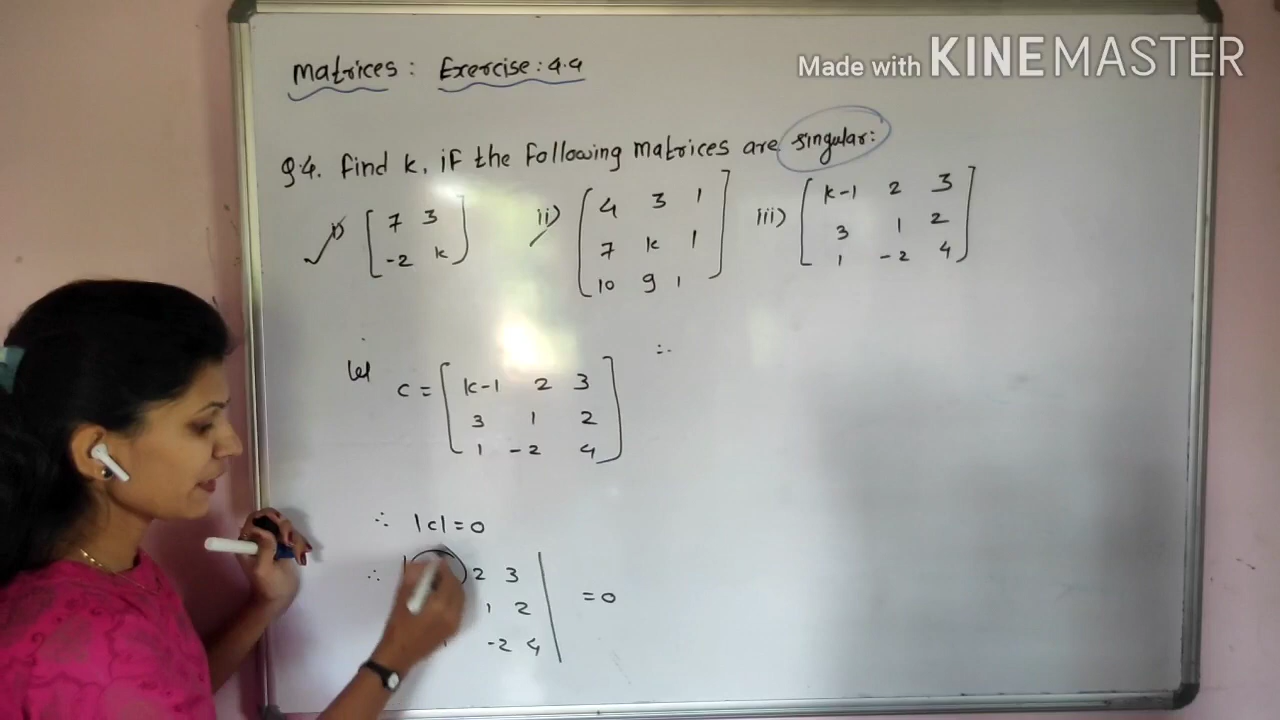 Made with KINEMASTER
Matrices: Exercise: 4.4
Q.4. Find k, if the following matrices are singular:
i) [ 7 3 ii) [ 4 3 1 iii) [ k-1 2 3
-2 k ] 7 k 1 3 1 2
10 9 1 ] 1 -2 4 ]
∴
let C = [ k-1 2 3
3 1 2
1 -2 4 ]
∴ |C| = 0
∴ | 2 3
1 2 = 0
-2 4 |